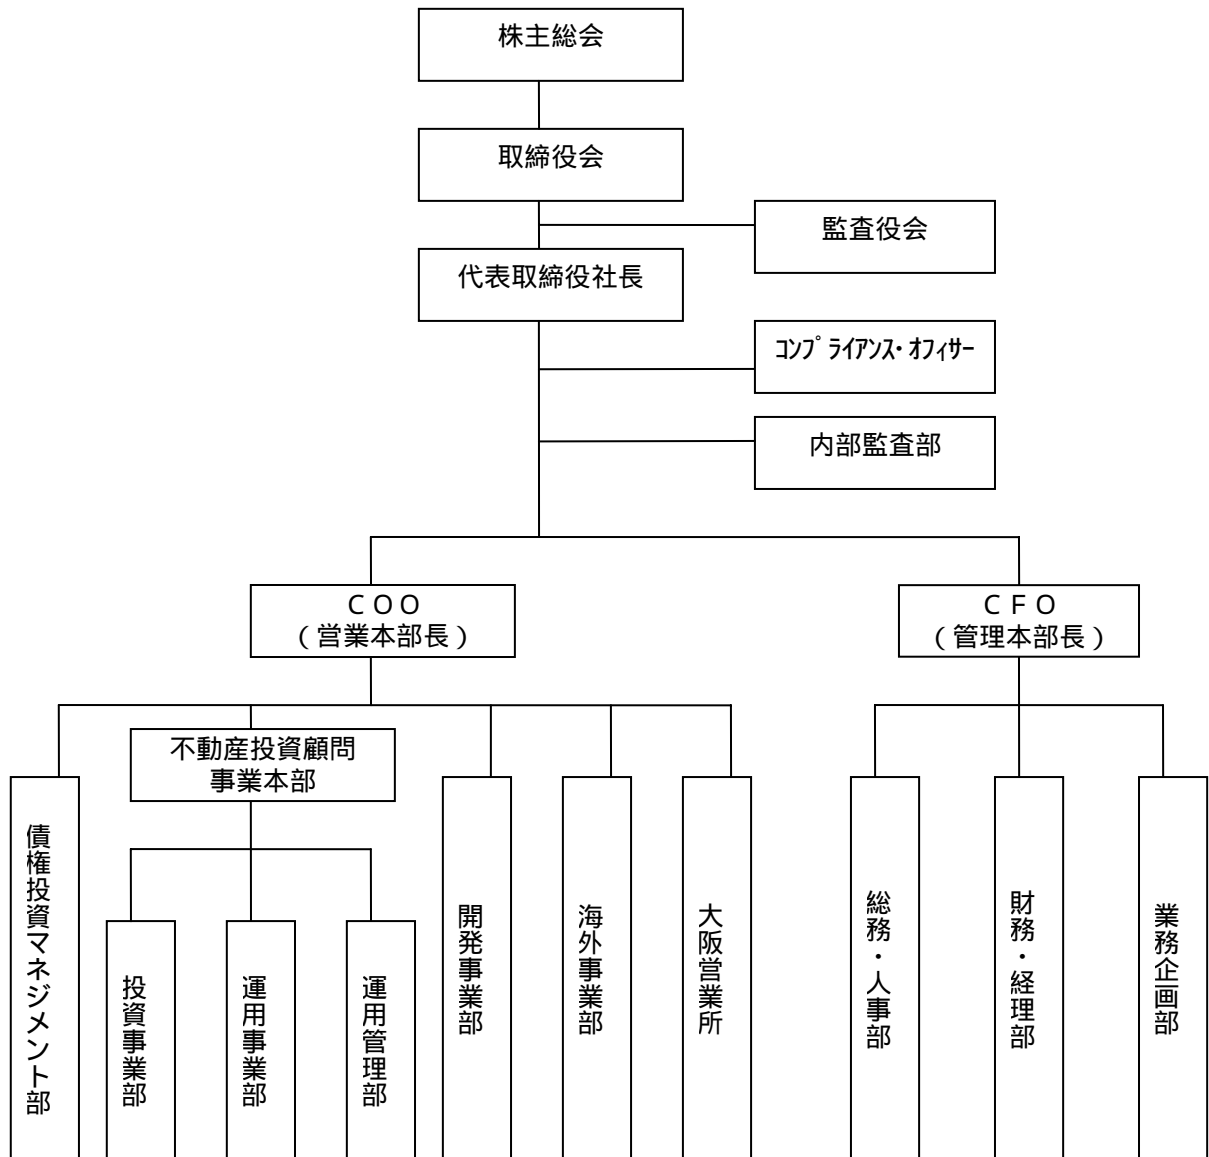 株主総会
取締役会
監査役会
代表取締役社長
ｺﾝﾌﾟﾗｲｱﾝｽ・ｵﾌｨｻｰ
内部監査部
ＣＯＯ
（営業本部長）
ＣＦＯ
（管理本部長）
不動産投資顧問
事業本部
債権投資マネジメント部
投資事業部
運用事業部
運用管理部
開発事業部
海外事業部
大阪営業所
総務・人事部
財務・経理部
業務企画部